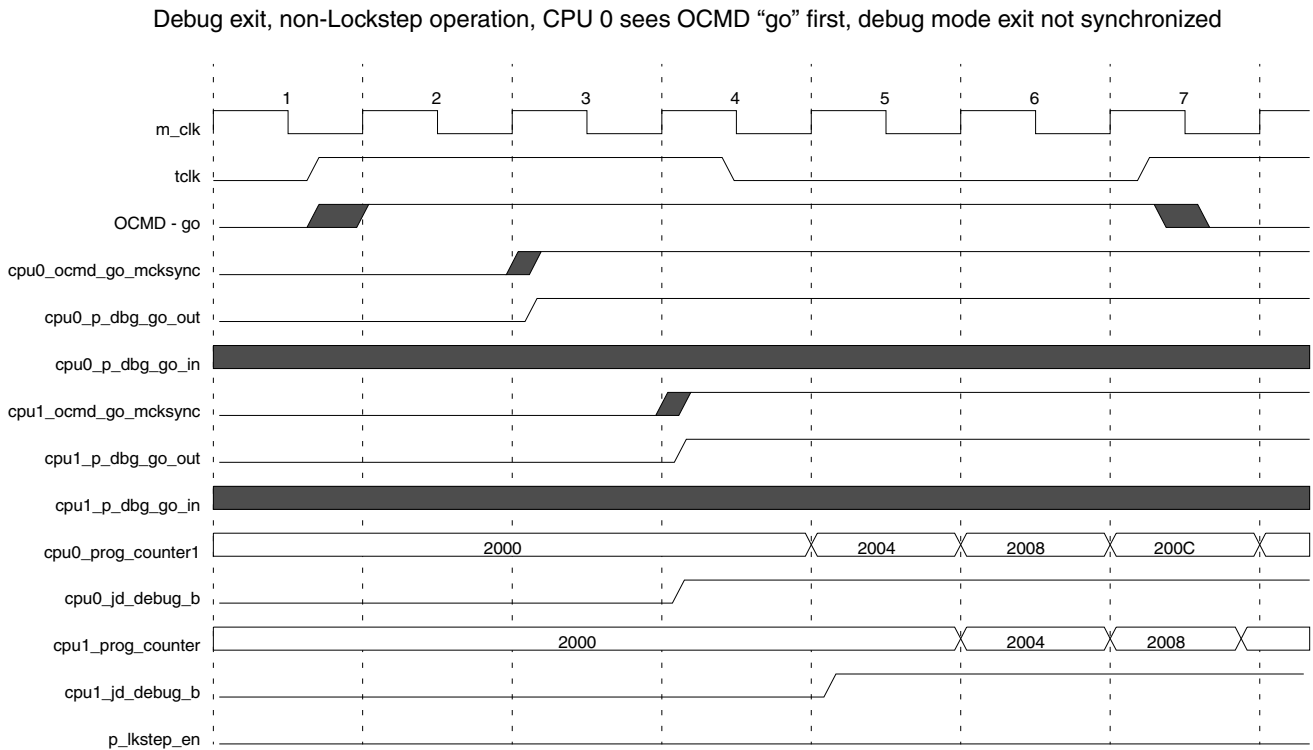 Debug exit, non-Lockstep operation, CPU 0 sees OCMD “go” first, debug mode exit not synchronized
1 2 3 4 5 6 7
m_clk
tclk
OCMD - go
cpu0_ocmd_go_mcksync
cpu0_p_dbg_go_out
cpu0_p_dbg_go_in
cpu1_ocmd_go_mcksync
cpu1_p_dbg_go_out
cpu1_p_dbg_go_in
cpu0_prog_counter1 2000 2004 2008 200C
cpu0_jd_debug_b
cpu1_prog_counter 2000 2004 2008
cpu1_jd_debug_b
p_lkstep_en